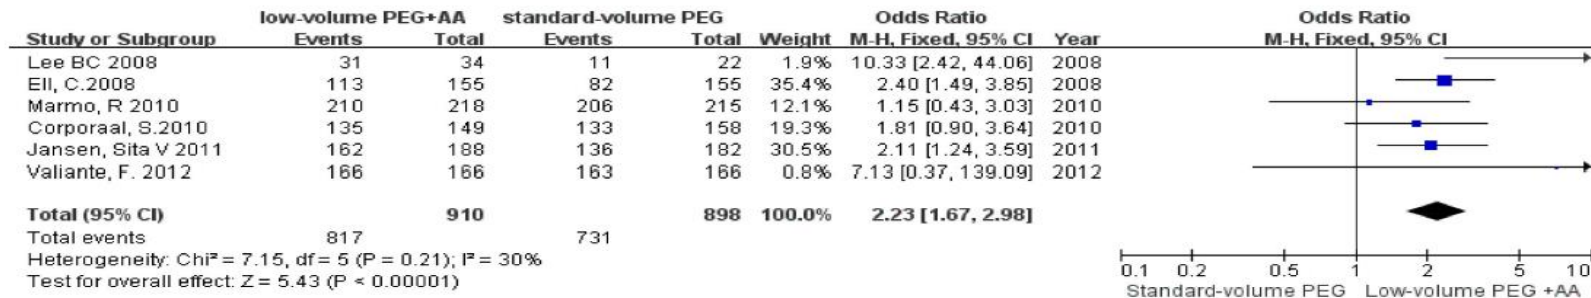 low-volume PEG+AA standard-volume PEG Odds Ratio Odds Ratio
Study or Subgroup Events Total Events Total Weight M-H, Fixed, 95% CI Year M-H, Fixed, 95% CI
Lee BC 2008 31 34 11 22 1.9% 10.33 [2.42, 44.06] 2008
Ell, C.2008 113 155 82 155 35.4% 2.40 [1.49, 3.85] 2008
Marmo, R 2010 210 218 206 215 12.1% 1.15 [0.43, 3.03] 2010
Corporaal, S.2010 135 149 133 158 19.3% 1.81 [0.90, 3.64] 2010
Jansen, Sita V 2011 162 188 136 182 30.5% 2.11 [1.24, 3.59] 2011
Valiante, F. 2012 166 166 163 166 0.8% 7.13 [0.37, 139.09] 2012
Total (95% CI) 910 898 100.0% 2.23 [1.67, 2.98]
Total events 817 731
Heterogeneity: Chi² = 7.15, df = 5 (P = 0.21); I² = 30%
Test for overall effect: Z = 5.43 (P < 0.00001)
0.1 0.2 0.5 1 2 5 10
Standard-volume PEG Low-volume PEG +AA